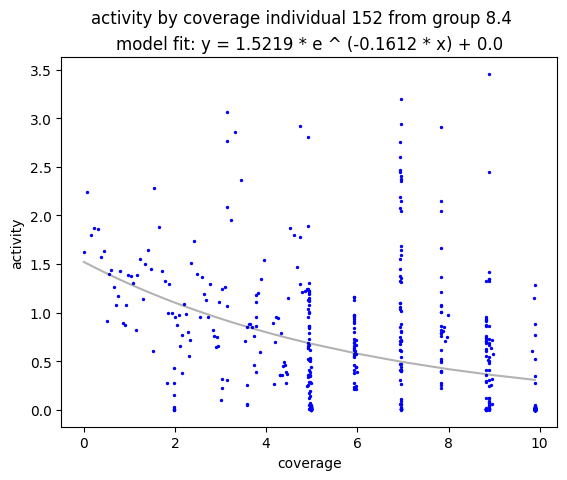 activity by coverage individual 152 from group 8.4
model fit: y = 1.5219 * e ^ (-0.1612 * x) + 0.0
3.5
3.0
2.5
2.0
1.5
1.0
0.5
0.0
activity
0 2 4 6 8 10
coverage